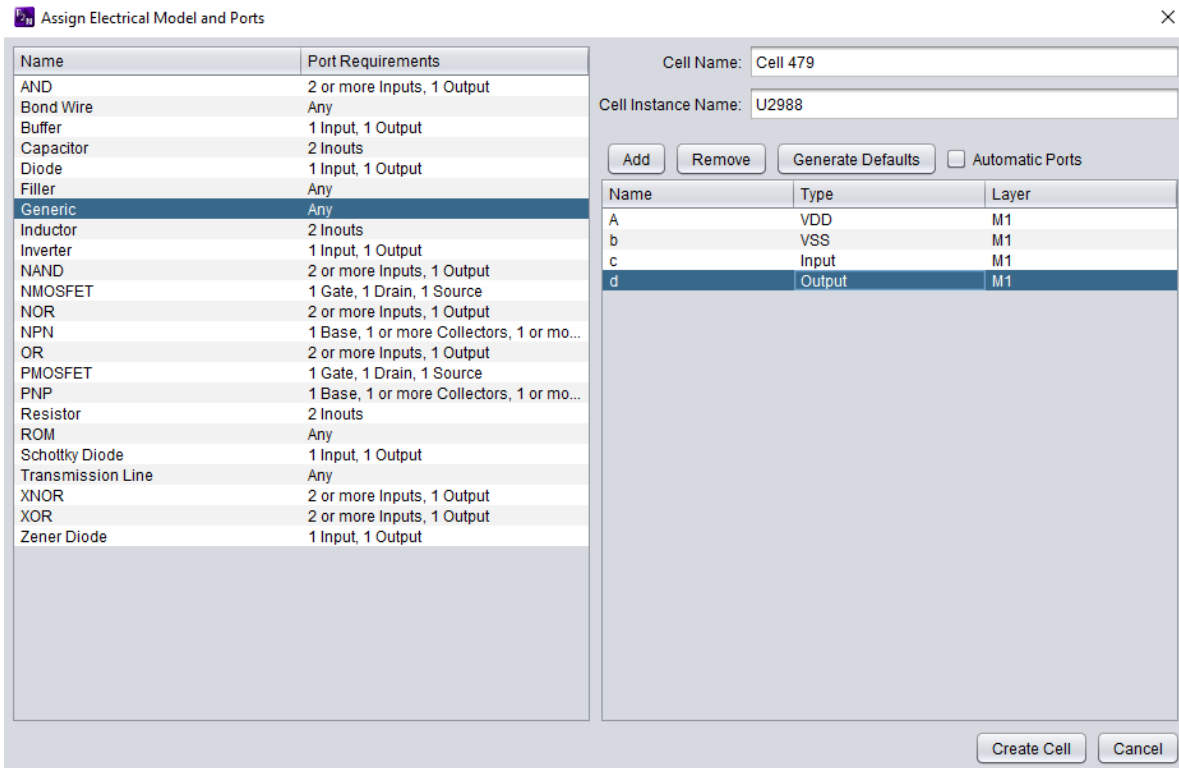 P2N Assign Electrical Model and Ports
Name Port Requirements
AND 2 or more Inputs, 1 Output
Bond Wire Any
Buffer 1 Input, 1 Output
Capacitor 2 Inouts
Diode 1 Input, 1 Output
Filler Any
Generic Any
Inductor 2 Inouts
Inverter 1 Input, 1 Output
NAND 2 or more Inputs, 1 Output
NMOSFET 1 Gate, 1 Drain, 1 Source
NOR 2 or more Inputs, 1 Output
NPN 1 Base, 1 or more Collectors, 1 or mo...
OR 2 or more Inputs, 1 Output
PMOSFET 1 Gate, 1 Drain, 1 Source
PNP 1 Base, 1 or more Collectors, 1 or mo...
Resistor 2 Inouts
ROM Any
Schottky Diode 1 Input, 1 Output
Transmission Line Any
XNOR 2 or more Inputs, 1 Output
XOR 2 or more Inputs, 1 Output
Zener Diode 1 Input, 1 Output
Cell Name: Cell 479
Cell Instance Name: U2988
Add Remove Generate Defaults Automatic Ports
Name Type Layer
A VDD M1
b VSS M1
c Input M1
d Output M1
Create Cell Cancel